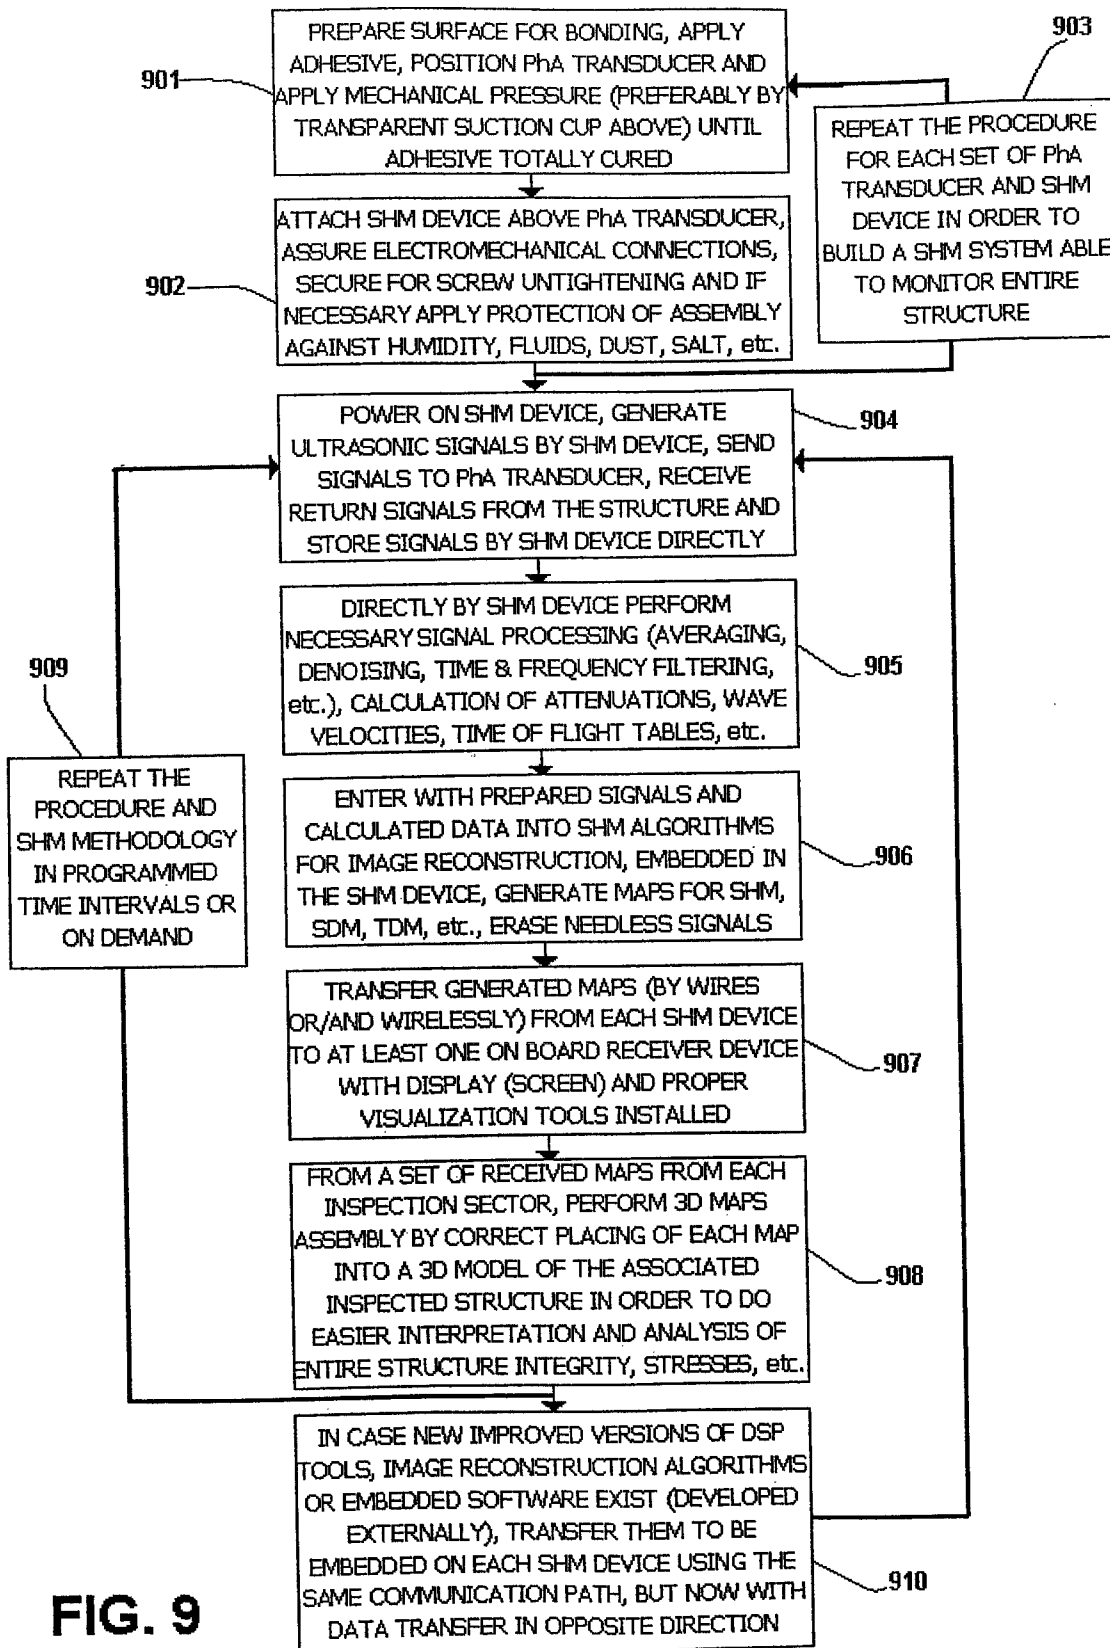 PREPARE SURFACE FOR BONDING, APPLY
ADHESIVE, POSITION PhA TRANSDUCER AND
APPLY MECHANICAL PRESSURE (PREFERABLY BY
TRANSPARENT SUCTION CUP ABOVE) UNTIL
ADHESIVE TOTALLY CURED
901
903
REPEAT THE PROCEDURE
FOR EACH SET OF PhA
TRANSDUCER AND SHM
DEVICE IN ORDER TO
BUILD A SHM SYSTEM ABLE
TO MONITOR ENTIRE
STRUCTURE
ATTACH SHM DEVICE ABOVE PhA TRANSDUCER,
ASSURE ELECTROMECHANICAL CONNECTIONS,
SECURE FOR SCREW UNTIGHTENING AND IF
NECESSARY APPLY PROTECTION OF ASSEMBLY
AGAINST HUMIDITY, FLUIDS, DUST, SALT, etc.
902
POWER ON SHM DEVICE, GENERATE
ULTRASONIC SIGNALS BY SHM DEVICE, SEND
SIGNALS TO PhA TRANSDUCER, RECEIVE
RETURN SIGNALS FROM THE STRUCTURE AND
STORE SIGNALS BY SHM DEVICE DIRECTLY
904
DIRECTLY BY SHM DEVICE PERFORM
NECESSARY SIGNAL PROCESSING (AVERAGING,
DENOISING, TIME & FREQUENCY FILTERING,
etc.), CALCULATION OF ATTENUATIONS, WAVE
VELOCITIES, TIME OF FLIGHT TABLES, etc.
905
909
REPEAT THE
PROCEDURE AND
SHM METHODOLOGY
IN PROGRAMMED
TIME INTERVALS OR
ON DEMAND
ENTER WITH PREPARED SIGNALS AND
CALCULATED DATA INTO SHM ALGORITHMS
FOR IMAGE RECONSTRUCTION, EMBEDDED IN
THE SHM DEVICE, GENERATE MAPS FOR SHM,
SDM, TDM, etc., ERASE NEEDLESS SIGNALS
906
TRANSFER GENERATED MAPS (BY WIRES
OR/AND WIRELESSLY) FROM EACH SHM DEVICE
TO AT LEAST ONE ON BOARD RECEIVER DEVICE
WITH DISPLAY (SCREEN) AND PROPER
VISUALIZATION TOOLS INSTALLED
907
FROM A SET OF RECEIVED MAPS FROM EACH
INSPECTION SECTOR, PERFORM 3D MAPS
ASSEMBLY BY CORRECT PLACING OF EACH MAP
INTO A 3D MODEL OF THE ASSOCIATED
INSPECTED STRUCTURE IN ORDER TO DO
EASIER INTERPRETATION AND ANALYSIS OF
ENTIRE STRUCTURE INTEGRITY, STRESSES, etc.
908
IN CASE NEW IMPROVED VERSIONS OF DSP
TOOLS, IMAGE RECONSTRUCTION ALGORITHMS
OR EMBEDDED SOFTWARE EXIST (DEVELOPED
EXTERNALLY), TRANSFER THEM TO BE
EMBEDDED ON EACH SHM DEVICE USING THE
SAME COMMUNICATION PATH, BUT NOW WITH
DATA TRANSFER IN OPPOSITE DIRECTION
910
FIG. 9